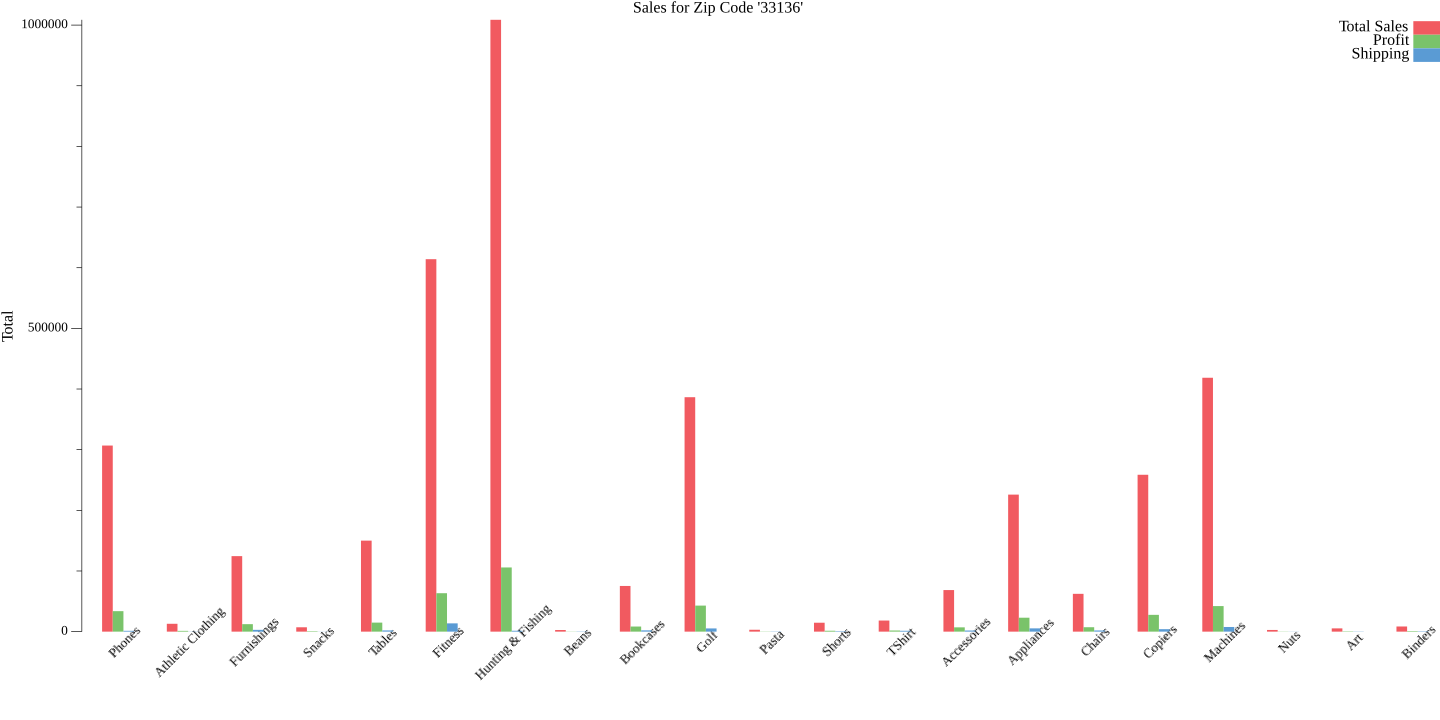 Sales for Zip Code '33136'
Total Sales
Profit
Shipping
Total
1000000
500000
0
Phones
Athletic Clothing
Furnishings
Snacks
Tables
Fitness
Hunting & Fishing
Beans
Bookcases
Golf
Pasta
Shorts
TShirt
Accessories
Appliances
Chairs
Copiers
Machines
Nuts
Art
Binders